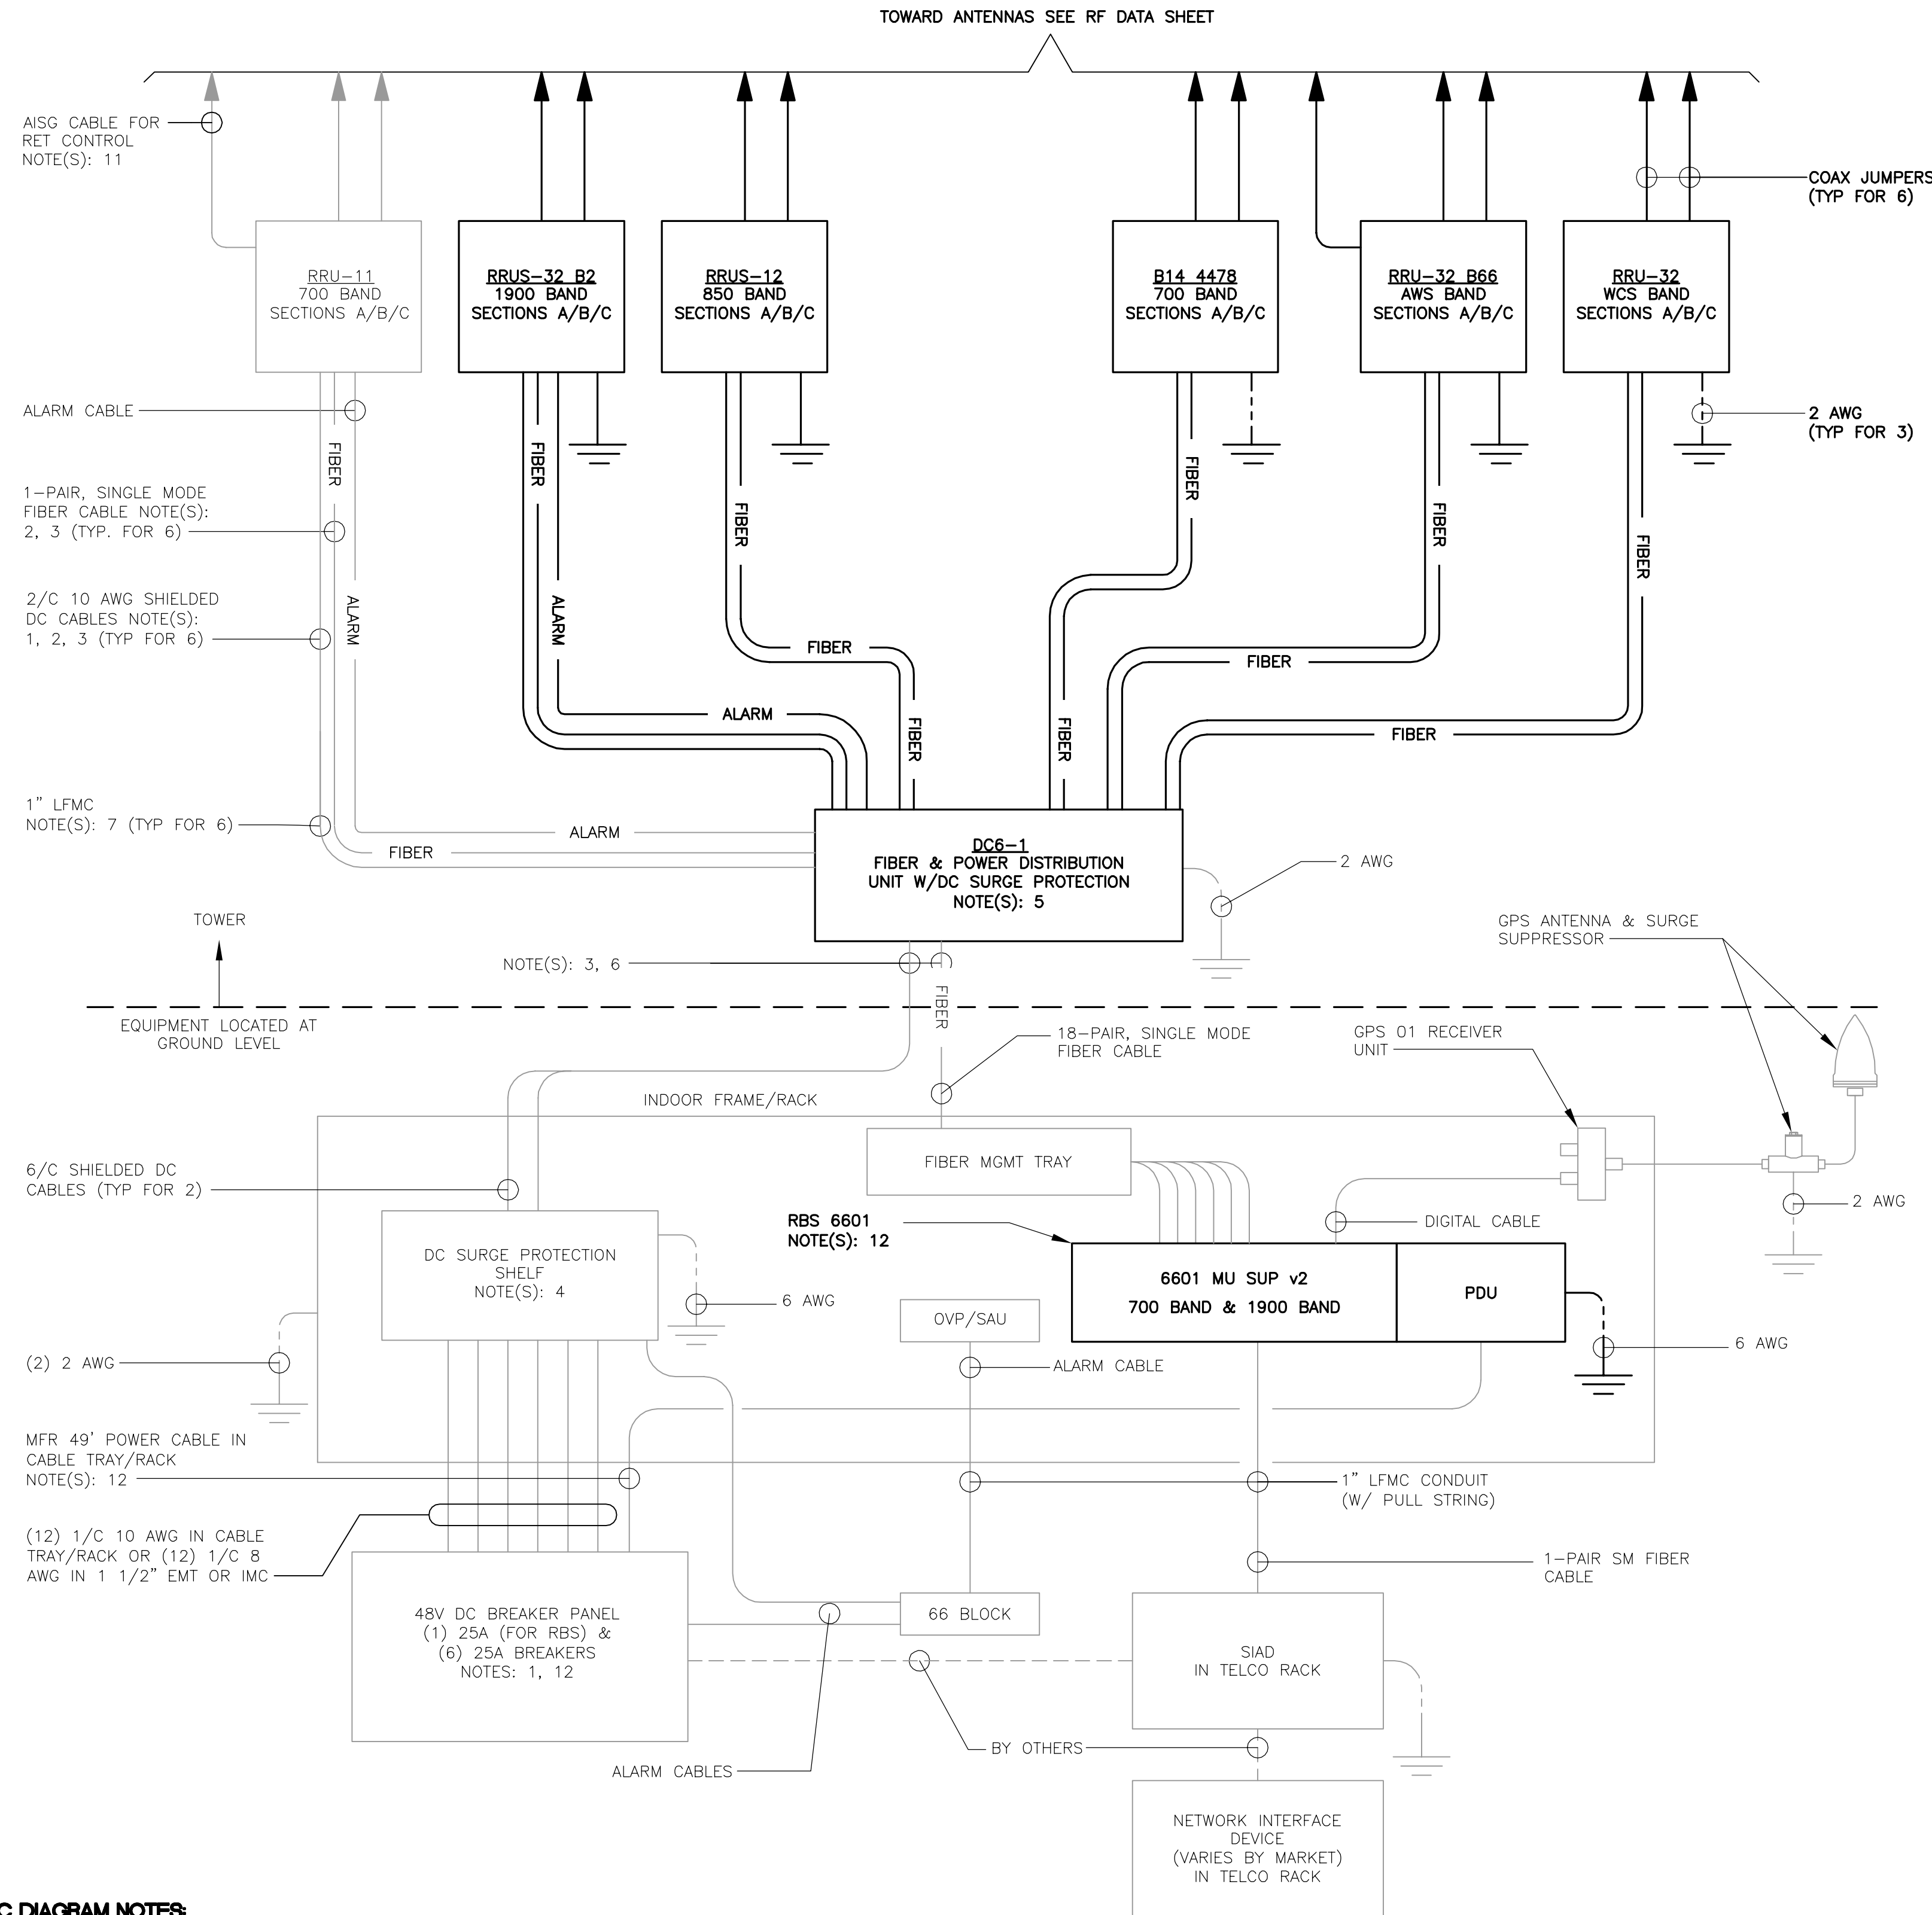 TOWARD ANTENNAS SEE RF DATA SHEET
AISG CABLE FOR
RET CONTROL
NOTE(S): 11
COAX JUMPERS
(TYP FOR 6)
RRU-11
700 BAND
SECTIONS A/B/C
RRUS-32 B2
1900 BAND
SECTIONS A/B/C
RRUS-12
850 BAND
SECTIONS A/B/C
B14 4478
700 BAND
SECTIONS A/B/C
RRU-32 B66
AWS BAND
SECTIONS A/B/C
RRU-32
WCS BAND
SECTIONS A/B/C
ALARM CABLE
2 AWG
(TYP FOR 3)
FIBER
FIBER
FIBER
FIBER
FIBER
FIBER
1-PAIR, SINGLE MODE
FIBER CABLE NOTE(S):
2, 3 (TYP. FOR 6)
2/C 10 AWG SHIELDED
DC CABLES NOTE(S):
1, 2, 3 (TYP FOR 6)
ALARM
ALARM
FIBER
FIBER
ALARM
FIBER
FIBER
FIBER
1" LFMC
NOTE(S): 7 (TYP FOR 6)
ALARM
FIBER
DC6-1
FIBER & POWER DISTRIBUTION
UNIT W/DC SURGE PROTECTION
NOTE(S): 5
2 AWG
TOWER
GPS ANTENNA & SURGE
SUPPRESSOR
NOTE(S): 3, 6
FIBER
EQUIPMENT LOCATED AT
GROUND LEVEL
18-PAIR, SINGLE MODE
FIBER CABLE
GPS 01 RECEIVER
UNIT
INDOOR FRAME/RACK
FIBER MGMT TRAY
6/C SHIELDED DC
CABLES (TYP FOR 2)
2 AWG
RBS 6601
NOTE(S): 12
DIGITAL CABLE
DC SURGE PROTECTION
SHELF
NOTE(S): 4
6601 MU SUP v2
700 BAND & 1900 BAND
PDU
6 AWG
OVP/SAU
6 AWG
(2) 2 AWG
ALARM CABLE
MFR 49' POWER CABLE IN
CABLE TRAY/RACK
NOTE(S): 12
1" LFMC CONDUIT
(W/ PULL STRING)
(12) 1/C 10 AWG IN CABLE
TRAY/RACK OR (12) 1/C 8
AWG IN 1 1/2" EMT OR IMC
1-PAIR SM FIBER
CABLE
48V DC BREAKER PANEL
(1) 25A (FOR RBS) &
(6) 25A BREAKERS
NOTES: 1, 12
66 BLOCK
SIAD
IN TELCO RACK
BY OTHERS
ALARM CABLES
NETWORK INTERFACE
DEVICE
(VARIES BY MARKET)
IN TELCO RACK
C DIAGRAM NOTES: